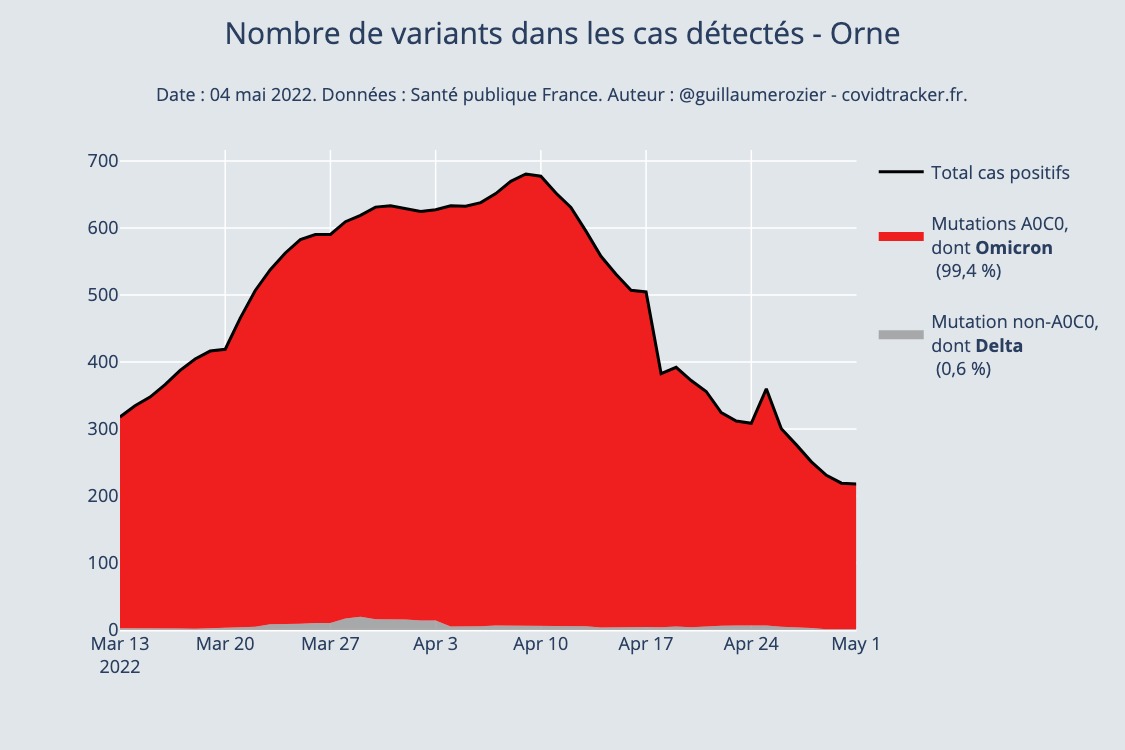 Nombre de variants dans les cas détectés - Orne
Date : 04 mai 2022. Données : Santé publique France. Auteur : @guillaumerozier - covidtracker.fr.
700
600
500
400
300
200
100
0
Mar 13
2022
Mar 20
Mar 27
Apr 3
Apr 10
Apr 17
Apr 24
May 1
Total cas positifs
Mutations A0C0,
dont Omicron
(99,4 %)
Mutation non-A0C0,
dont Delta
(0,6 %)